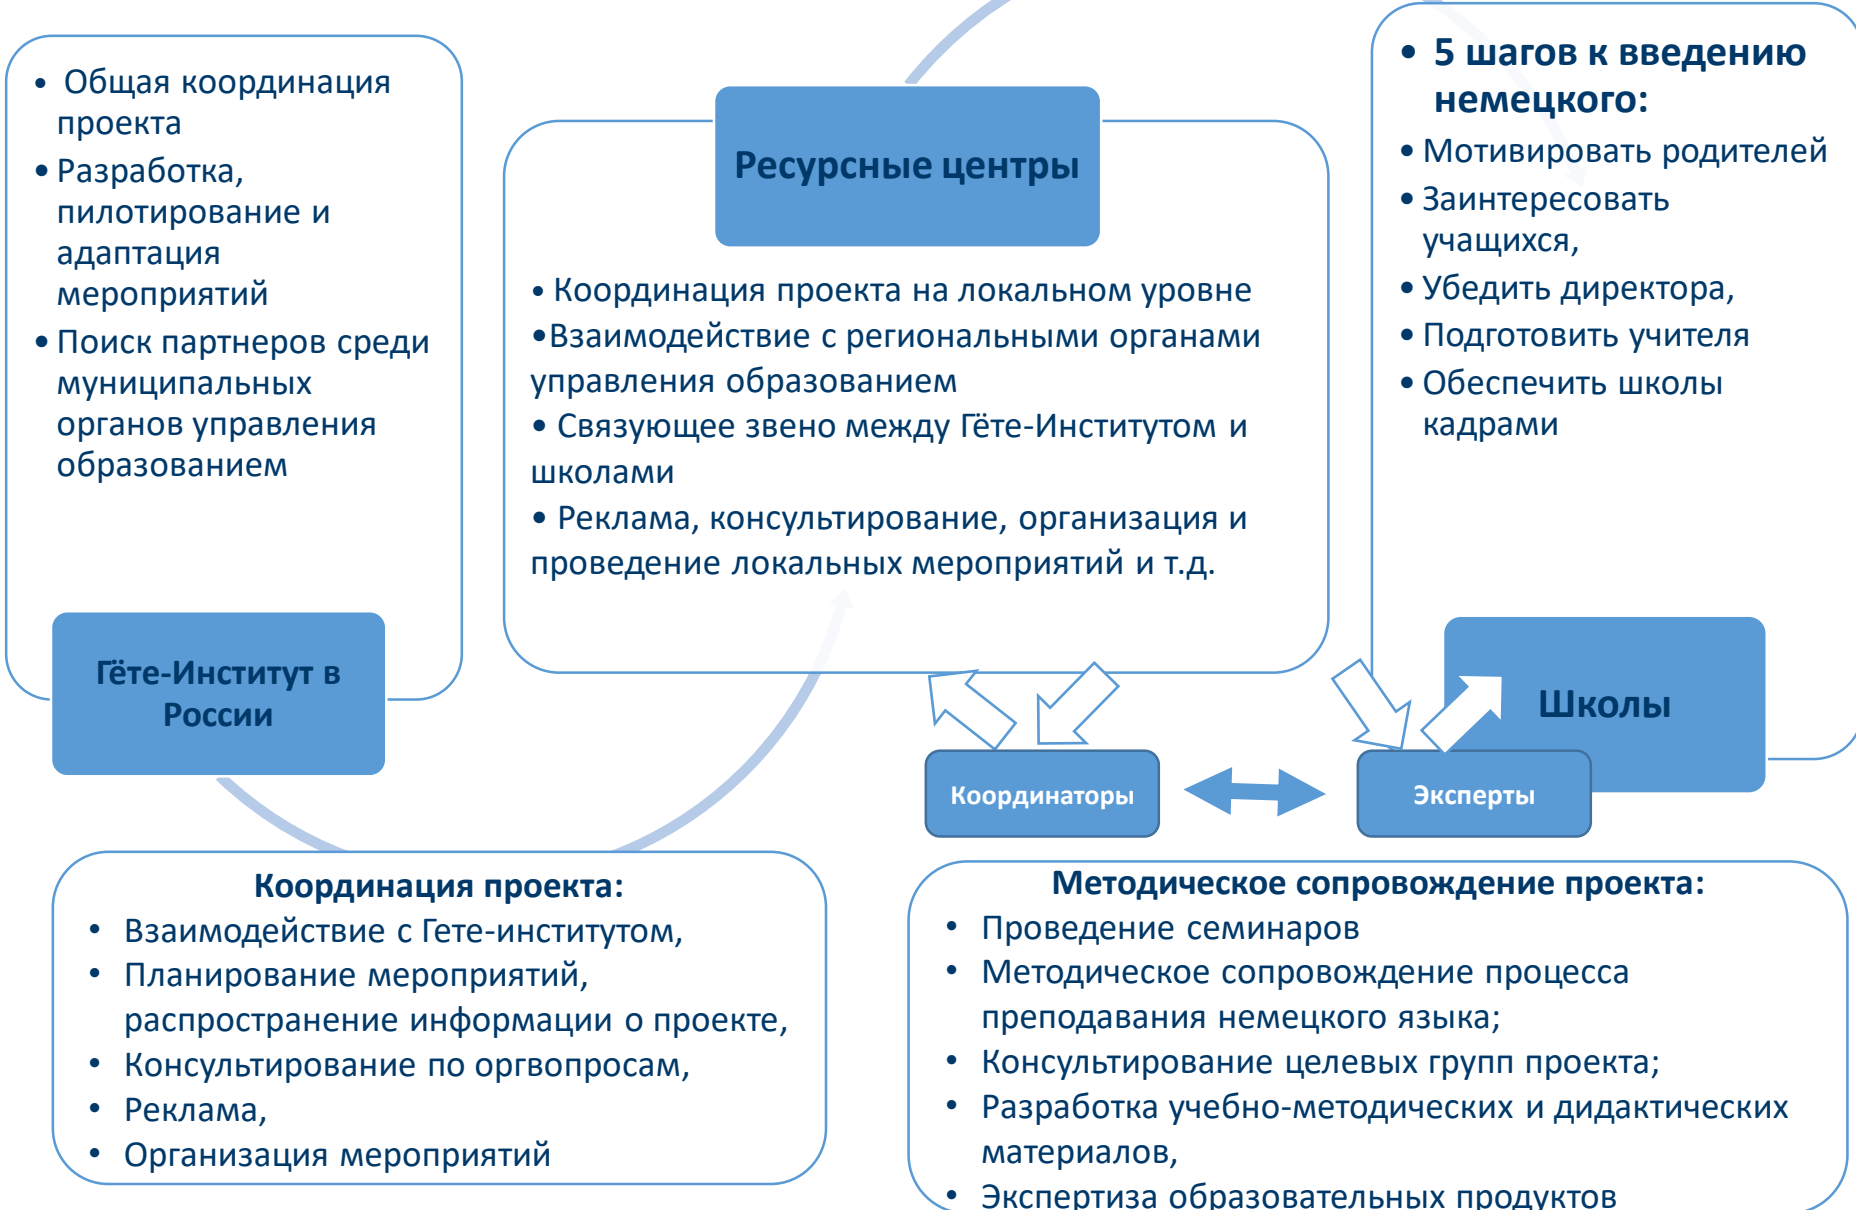 • Общая координация
проекта
• Разработка,
пилотирование и
адаптация
мероприятий
• Поиск партнеров среди
муниципальных
органов управления
образованием
Гёте-Институт в
России
Ресурсные центры
• Координация проекта на локальном уровне
•Взаимодействие с региональными органами
управления образованием
• Связующее звено между Гёте-Институтом и
школами
• Реклама, консультирование, организация и
проведение локальных мероприятий и т.д.
• 5 шагов к введению
немецкого:
• Мотивировать родителей
• Заинтересовать
учащихся,
• Убедить директора,
• Подготовить учителя
• Обеспечить школы
кадрами
Школы
Координаторы
Эксперты
Координация проекта:
• Взаимодействие с Гете-институтом,
• Планирование мероприятий,
распространение информации о проекте,
• Консультирование по оргвопросам,
• Реклама,
• Организация мероприятий
Методическое сопровождение проекта:
• Проведение семинаров
• Методическое сопровождение процесса
преподавания немецкого языка;
• Консультирование целевых групп проекта;
• Разработка учебно-методических и дидактических
материалов,
• Экспертиза образовательных продуктов